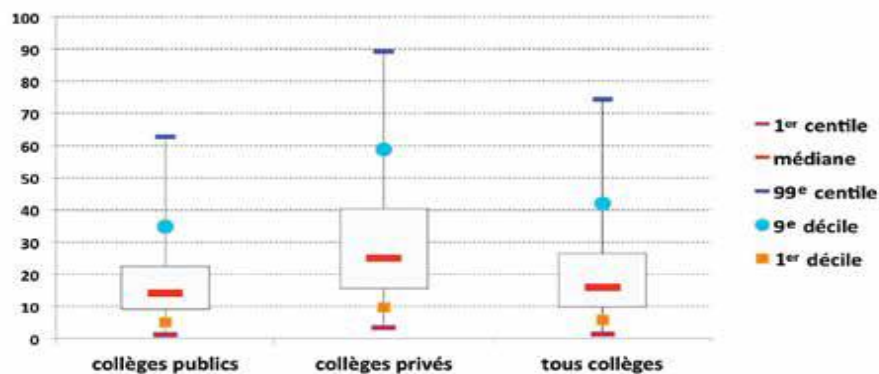 100
90
80
70
60
50
40
30
20
10
0
collèges publics
collèges privés
tous collèges
1er centile
médiane
99e centile
9e décile
1er décile